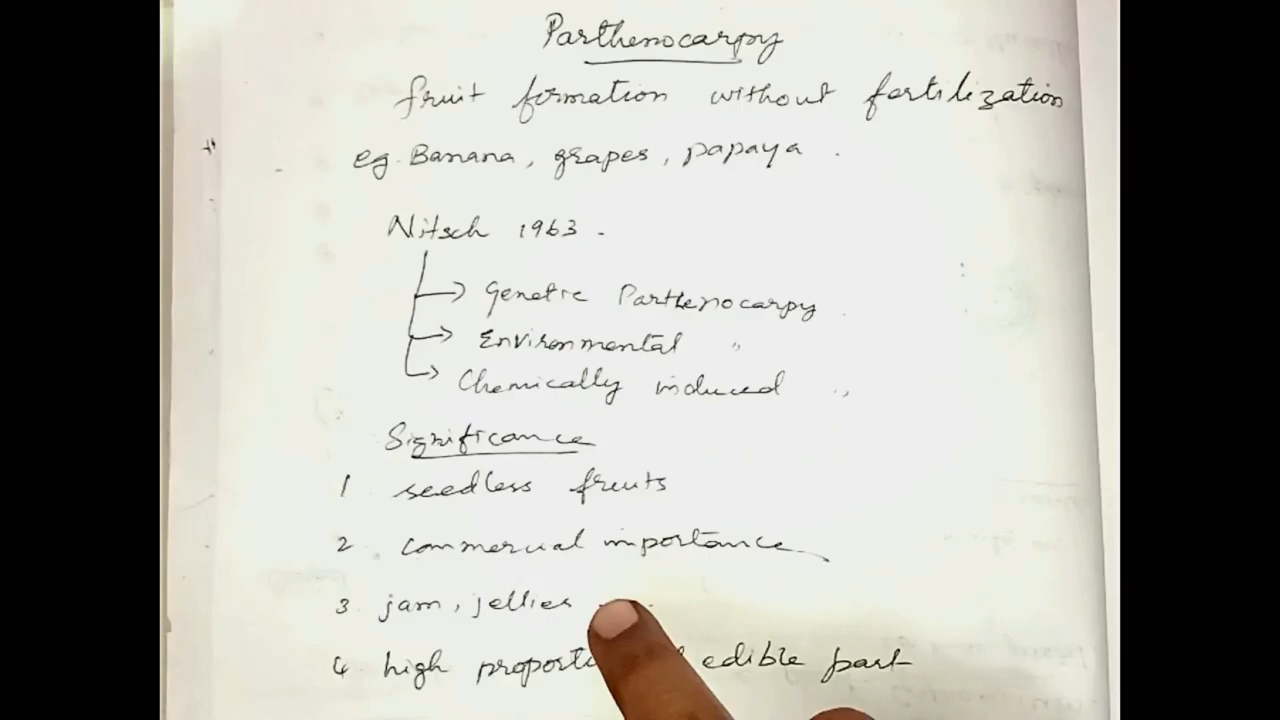 Parthenocarpy
fruit formation without fertilization
eg. Banana, grapes, papaya.
Nitsch 1963.
Genetic Parthenocarpy
Environmental "
Chemically induced "
Significance
1 seedless fruits
2 commercial importance
3 jam, jellies
4 high proporti edible part